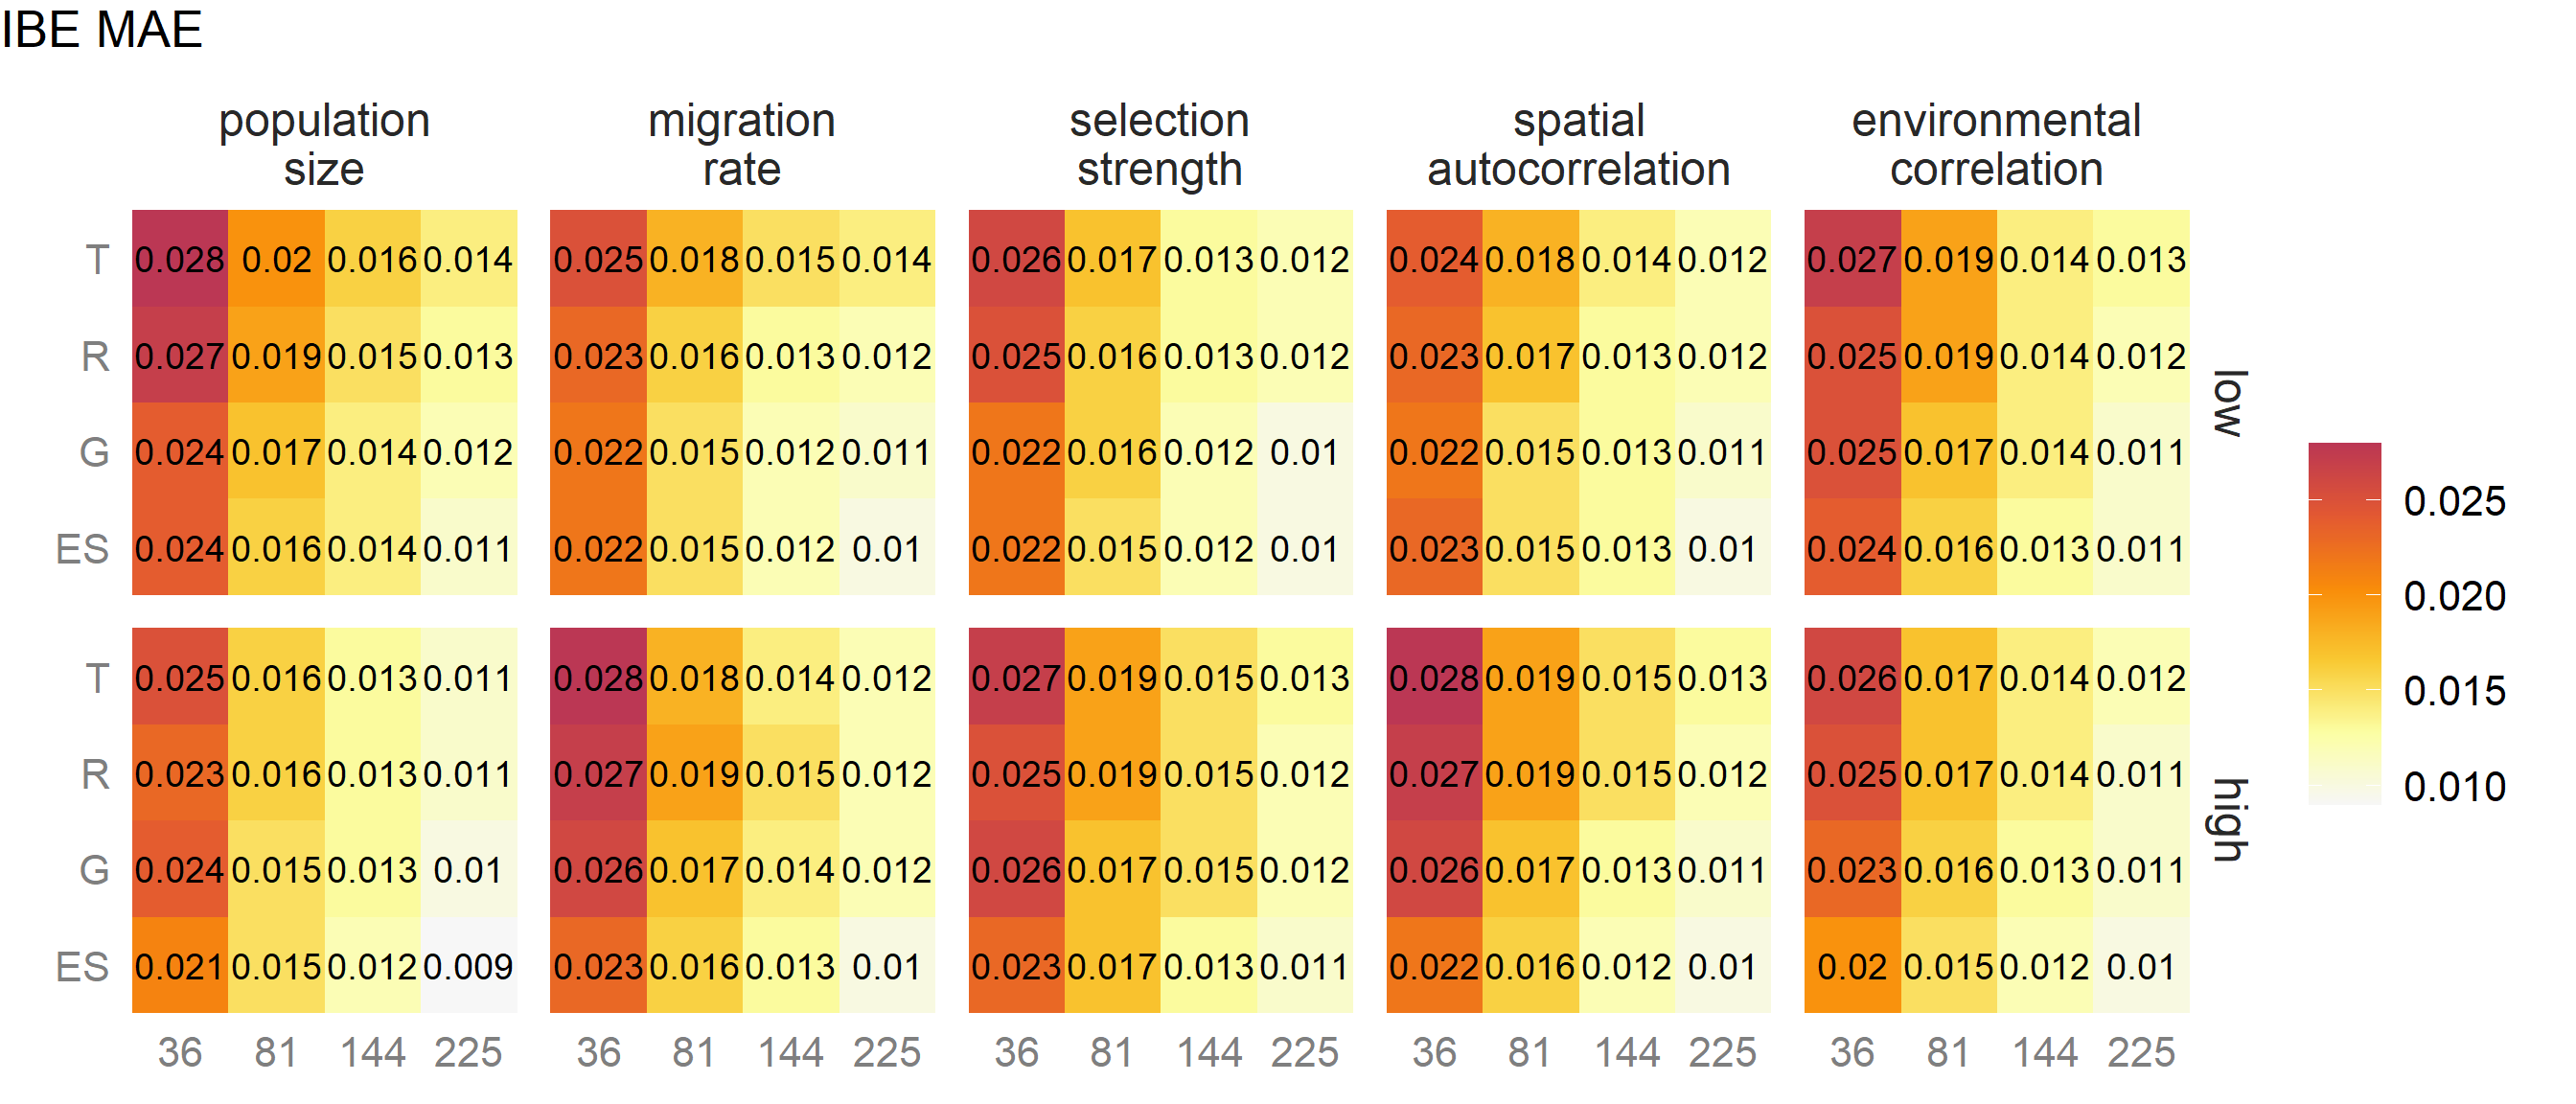 IBE MAE
population size
migration rate
selection strength
spatial autocorrelation
environmental correlation
T 0.028 0.02 0.016 0.014 0.025 0.018 0.015 0.014 0.026 0.017 0.013 0.012 0.024 0.018 0.014 0.012 0.027 0.019 0.014 0.013
R 0.027 0.019 0.015 0.013 0.023 0.016 0.013 0.012 0.025 0.016 0.013 0.012 0.023 0.017 0.013 0.012 0.025 0.019 0.014 0.012
G 0.024 0.017 0.014 0.012 0.022 0.015 0.012 0.011 0.022 0.016 0.012 0.01 0.022 0.015 0.013 0.011 0.025 0.017 0.014 0.011
ES 0.024 0.016 0.014 0.011 0.022 0.015 0.012 0.01 0.022 0.015 0.012 0.01 0.023 0.015 0.013 0.01 0.024 0.016 0.013 0.011
low
T 0.025 0.016 0.013 0.011 0.028 0.018 0.014 0.012 0.027 0.019 0.015 0.013 0.028 0.019 0.015 0.013 0.026 0.017 0.014 0.012
R 0.023 0.016 0.013 0.011 0.027 0.019 0.015 0.012 0.025 0.019 0.015 0.012 0.027 0.019 0.015 0.012 0.025 0.017 0.014 0.011
G 0.024 0.015 0.013 0.01 0.026 0.017 0.014 0.012 0.026 0.017 0.015 0.012 0.026 0.017 0.013 0.011 0.023 0.016 0.013 0.011
ES 0.021 0.015 0.012 0.009 0.023 0.016 0.013 0.01 0.023 0.017 0.013 0.011 0.022 0.016 0.012 0.01 0.02 0.015 0.012 0.01
high
36 81 144 225 36 81 144 225 36 81 144 225 36 81 144 225 36 81 144 225
0.025
0.020
0.015
0.010